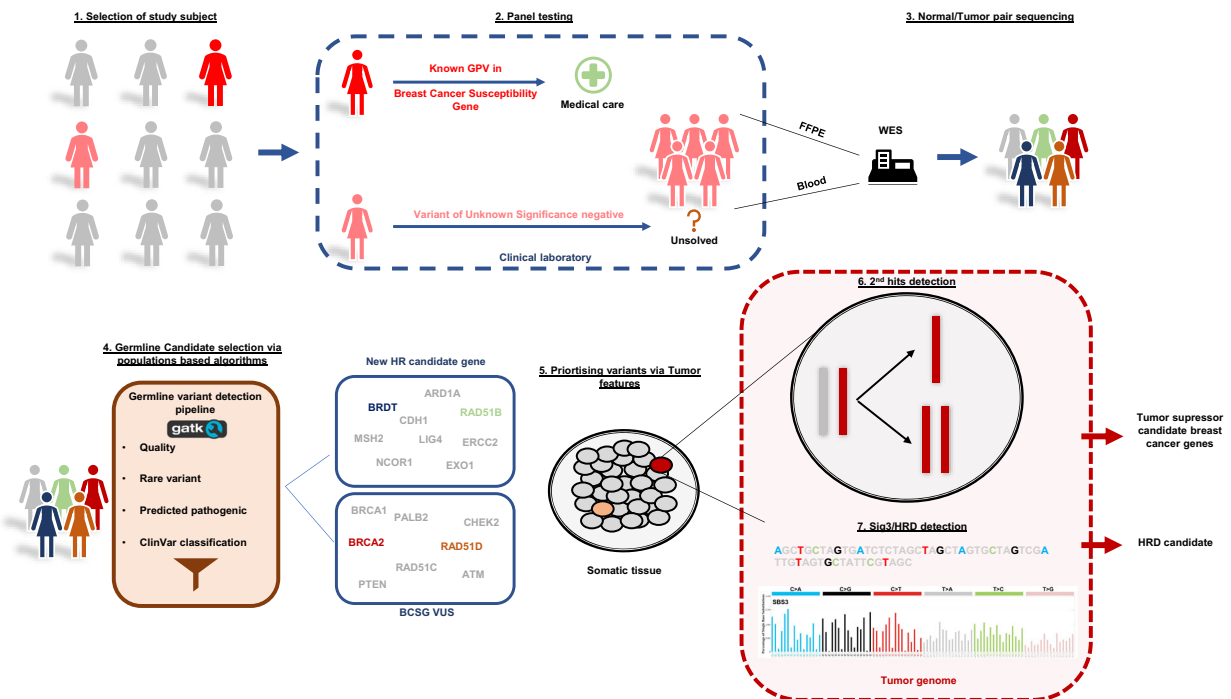 1. Selection of study subject
2. Panel testing
3. Normal/Tumor pair sequencing
Known GPV in
Breast Cancer Susceptibility
Gene
Medical care
FFPE
WES
Blood
Variant of Unknown Significance negative
?
Unsolved
Clinical laboratory
4. Germline Candidate selection via
populations based algorithms
Germline variant detection
pipeline
gatk
• Quality
• Rare variant
• Predicted pathogenic
• ClinVar classification
New HR candidate gene
ARD1A
BRDT
RAD51B
CDH1
MSH2
LIG4
ERCC2
NCOR1
EXO1
BRCA1
PALB2
CHEK2
BRCA2
RAD51D
RAD51C
ATM
PTEN
BCSG VUS
5. Priortising variants via Tumor
features
Somatic tissue
6. 2nd hits detection
7. Sig3/HRD detection
AGCTGCTAGTGATCTCTAGCTAGCTAGTGCTAGTCGA
TTGTAGTGCTATTCGTAGC
C>A C>G C>T T>A T>C T>G
SBS3
Tumor genome
Tumor supressor
candidate breast
cancer genes
HRD candidate